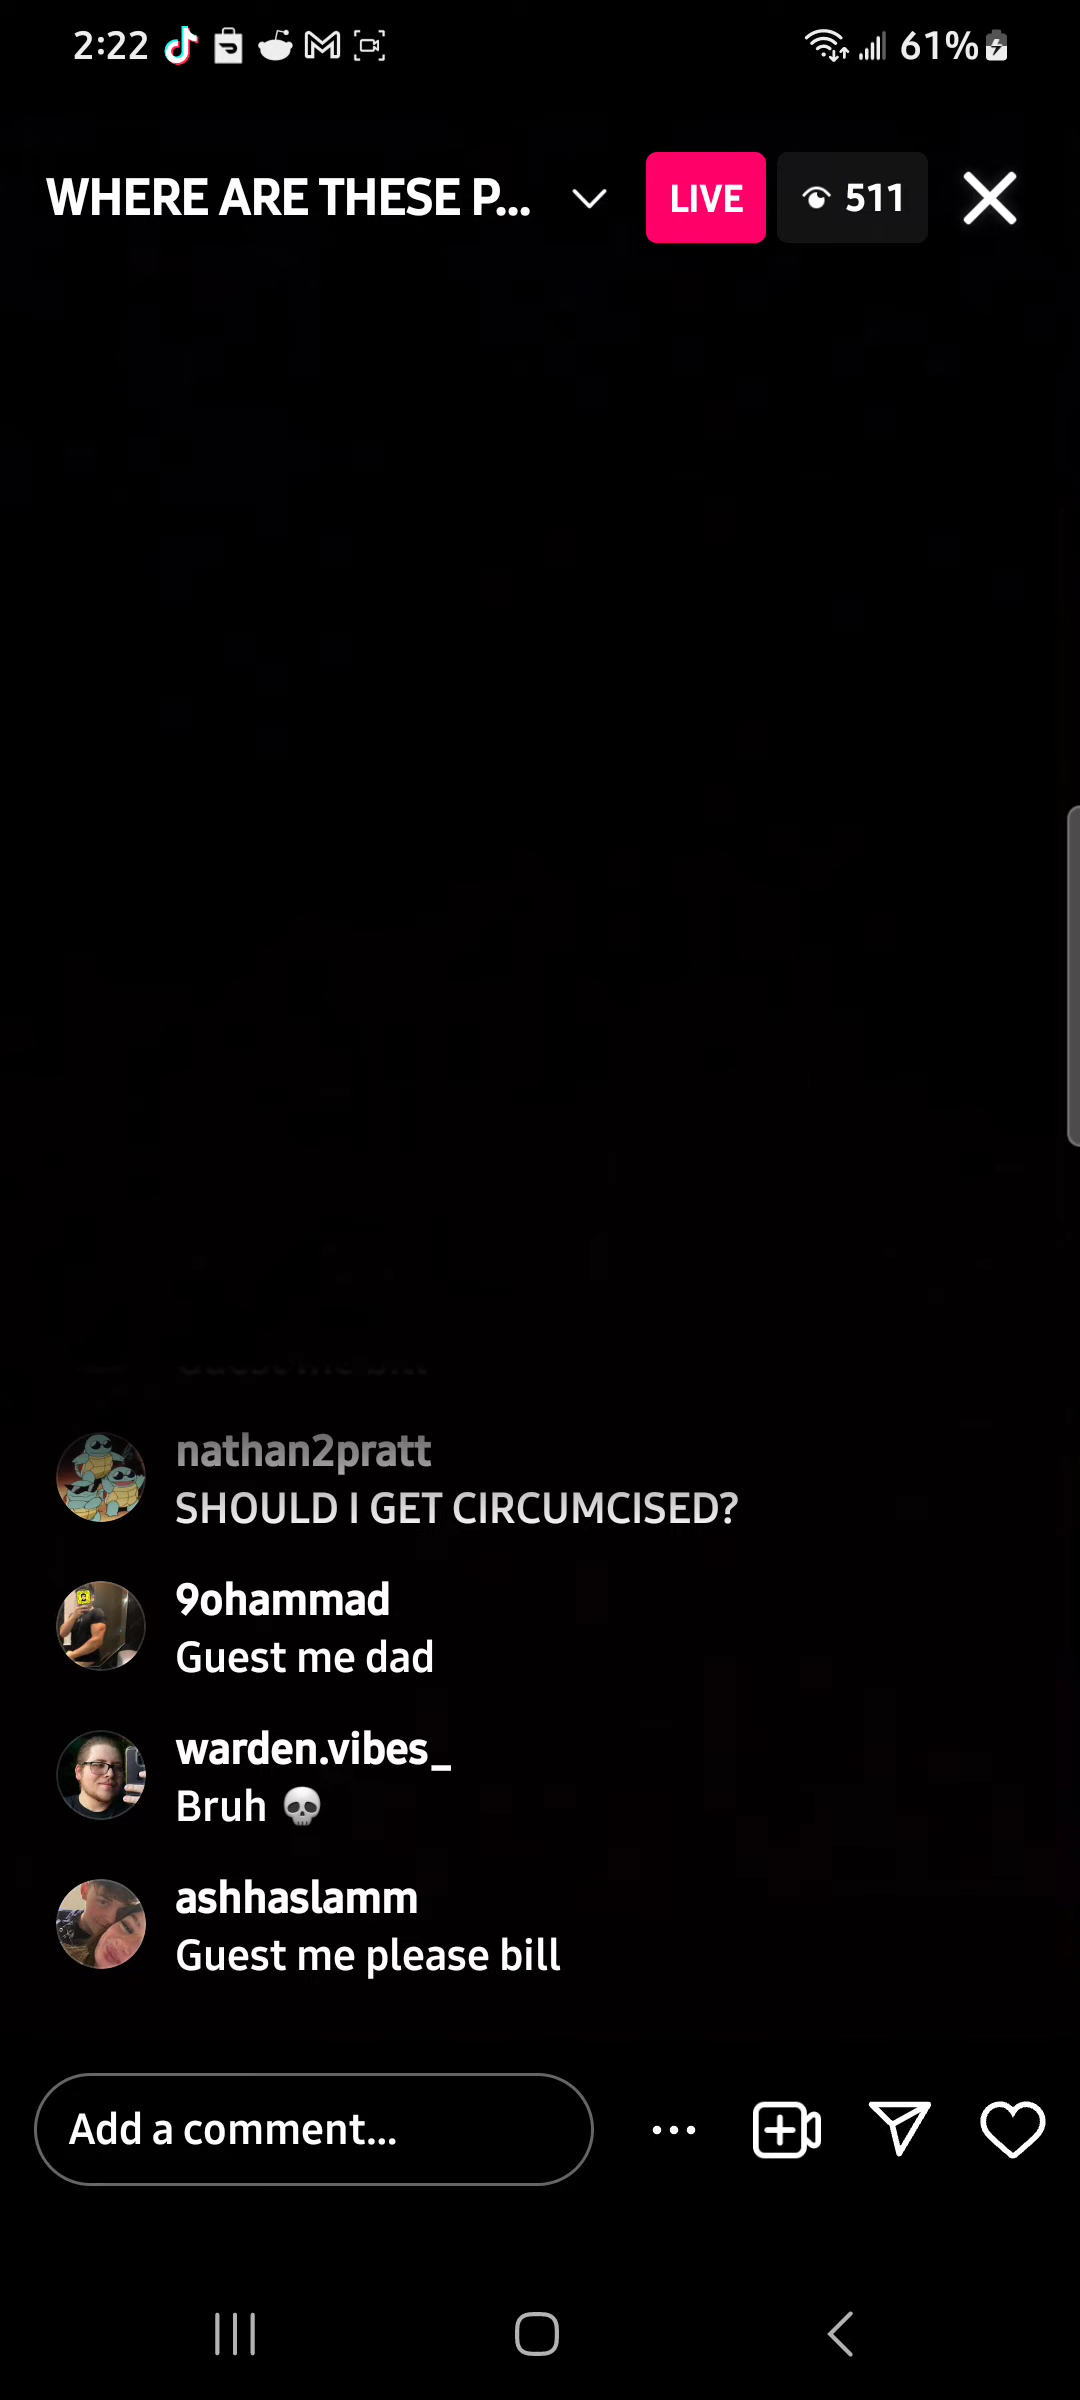 2:22
61%
WHERE ARE THESE P...
LIVE
511
nathan2pratt
SHOULD I GET CIRCUMCISED?
9ohammad
Guest me dad
warden.vibes_
Bruh 💀
ashhaslamm
Guest me please bill
Add a comment...